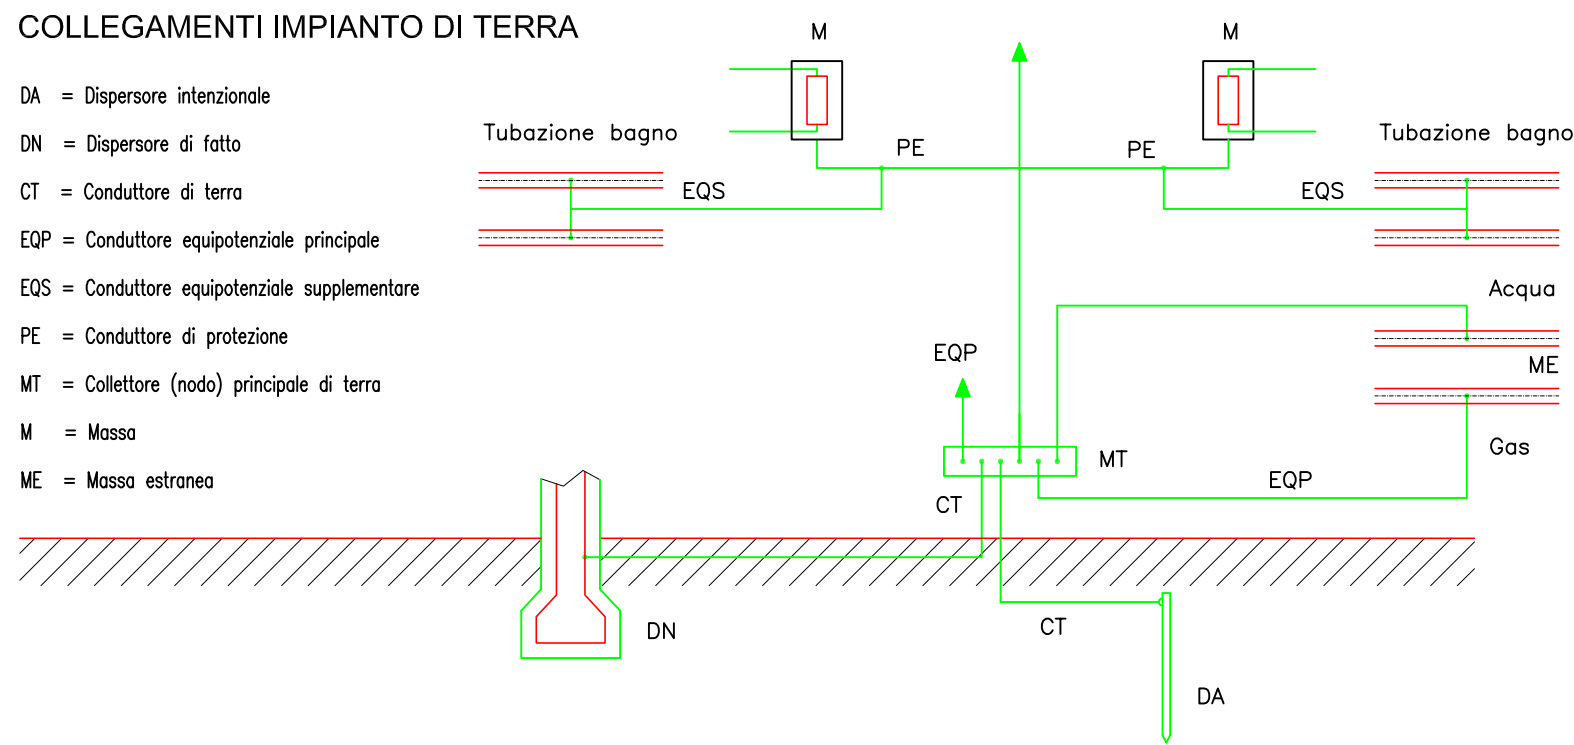 COLLEGAMENTI IMPIANTO DI TERRA
DA = Dispersore intenzionale
DN = Dispersore di fatto
CT = Conduttore di terra
EQP = Conduttore equipotenziale principale
EQS = Conduttore equipotenziale supplementare
PE = Conduttore di protezione
MT = Collettore (nodo) principale di terra
M = Massa
ME = Massa estranea
M
M
Tubazione bagno
PE
PE
Tubazione bagno
EQS
EQS
Acqua
EQP
ME
Gas
MT
EQP
CT
DN
CT
DA